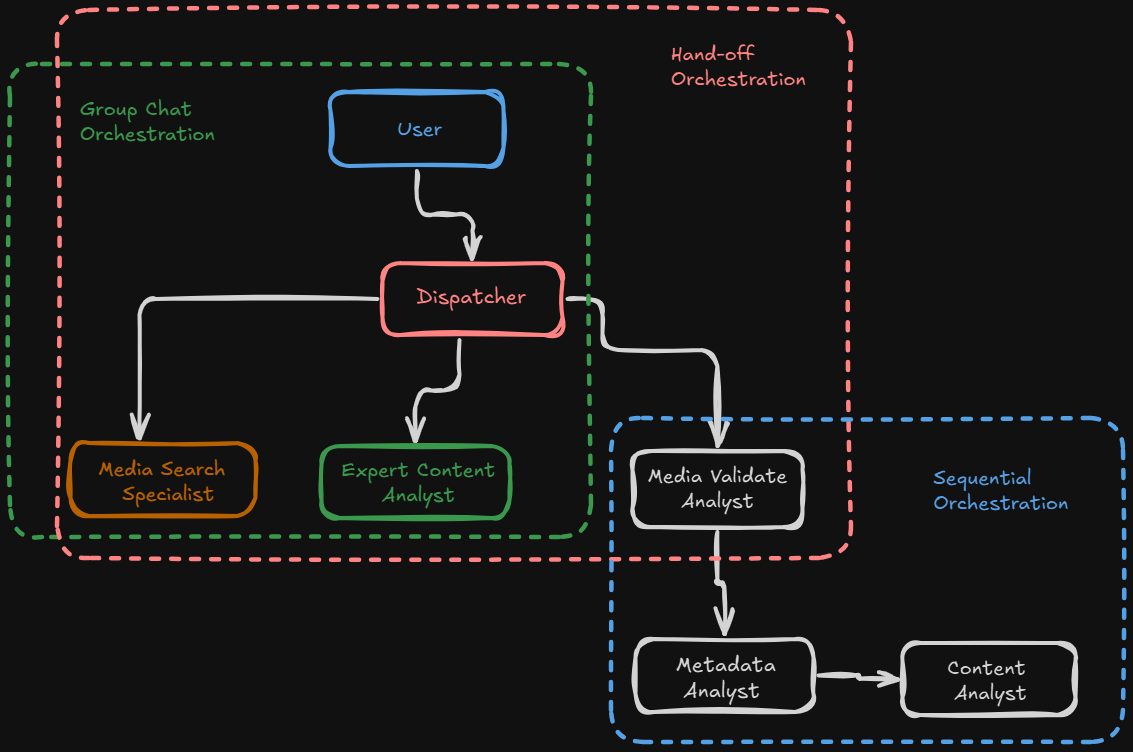 Hand-off
Orchestration
Group Chat
Orchestration
User
Dispatcher
Media Search
Specialist
Expert Content
Analyst
Media Validate
Analyst
Sequential
Orchestration
Metadata
Analyst
Content
Analyst